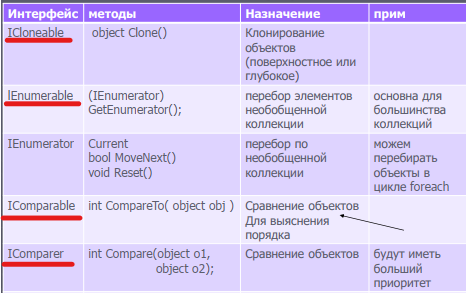 Интерфейс методы Назначение прим
ICloneable object Clone() Клонирование
объектов
(поверхностное или
глубокое)
IEnumerable (IEnumerator) перебор элементов основна для
GetEnumerator(); необобщенной большинства
коллекции коллекций
IEnumerator Current перебор по можем
bool MoveNext() необобщенной перебирать
void Reset() коллекции объекты в
цикле foreach
IComparable int CompareTo( object obj ) Сравнение объектов
Для выяснения
порядка
IComparer int Compare(object o1, Сравнение объектов будут иметь
object o2); больший
приоритет